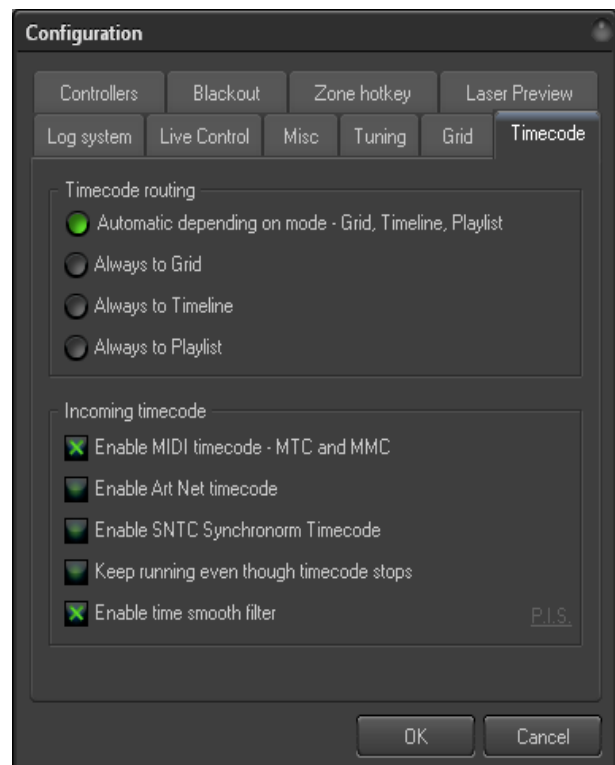 Configuration
Controllers Blackout Zone hotkey Laser Preview
Log system Live Control Misc Tuning Grid Timecode
Timecode routing
Automatic depending on mode - Grid, Timeline, Playlist
Always to Grid
Always to Timeline
Always to Playlist
Incoming timecode
Enable MIDI timecode - MTC and MMC
Enable Art Net timecode
Enable SNTC Synchronorm Timecode
Keep running even though timecode stops
Enable time smooth filter
P.I.S.
OK Cancel